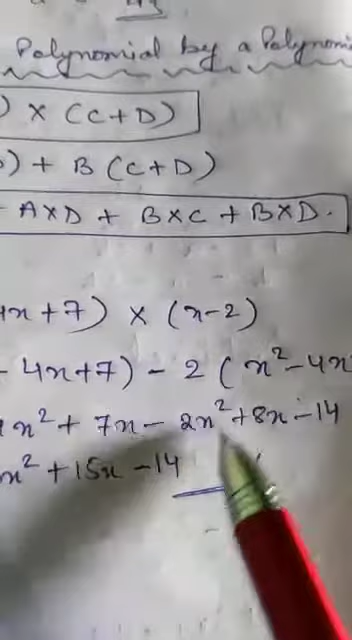 Polynomial by a Polynomi
) × (C+D)
) + B (C+D)
A×D + B×C + B×D.
4x+7) × (x-2)
- 4x+7) - 2 ( x² - 4x
x² + 7x - 2x² + 8x - 14
x² + 15x - 14